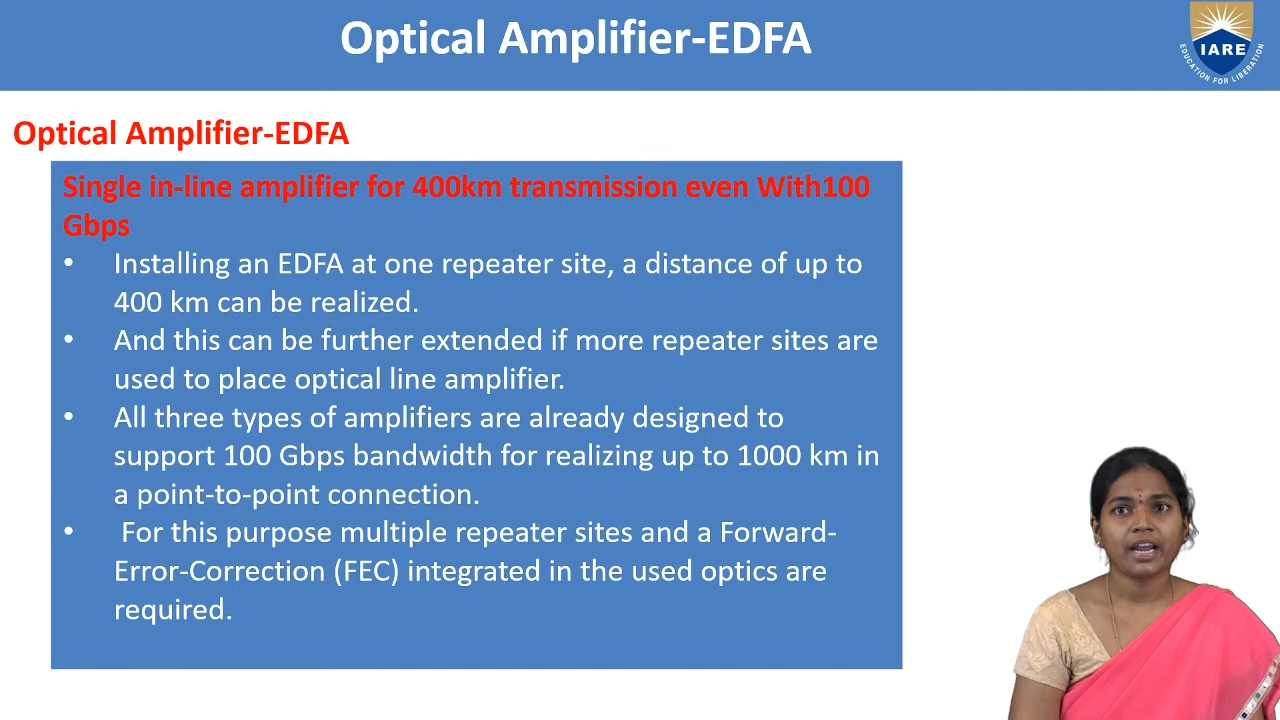 Optical Amplifier-EDFA
IARE
EDUCATION FOR LIBERATION
Optical Amplifier-EDFA
Single in-line amplifier for 400km transmission even With100
Gbps
• Installing an EDFA at one repeater site, a distance of up to
400 km can be realized.
• And this can be further extended if more repeater sites are
used to place optical line amplifier.
• All three types of amplifiers are already designed to
support 100 Gbps bandwidth for realizing up to 1000 km in
a point-to-point connection.
• For this purpose multiple repeater sites and a Forward-
Error-Correction (FEC) integrated in the used optics are
required.